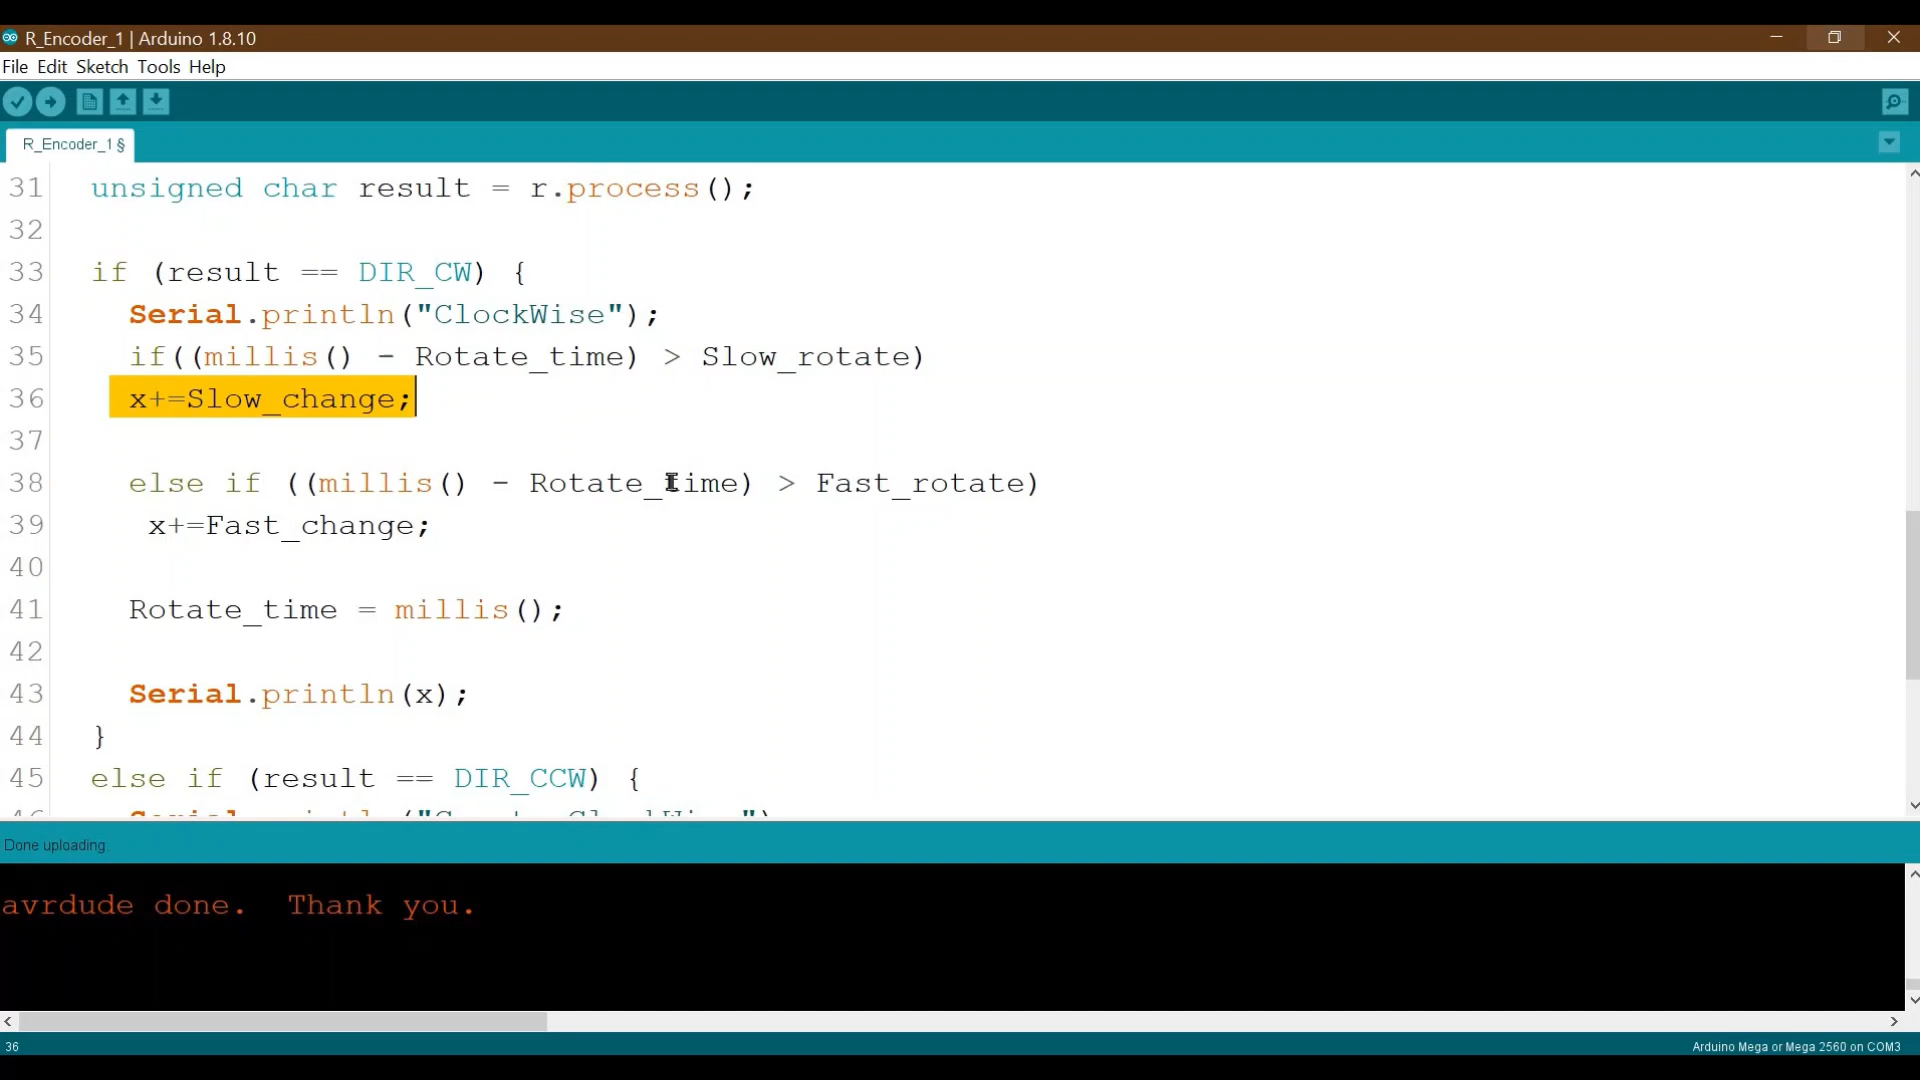 R_Encoder_1 | Arduino 1.8.10
File Edit Sketch Tools Help
R_Encoder_1 §
31 unsigned char result = r.process();
32
33 if (result == DIR_CW) {
34 Serial.println("ClockWise");
35 if((millis() - Rotate_time) > Slow_rotate)
36 x+=Slow_change;
37
38 else if ((millis() - Rotate_time) > Fast_rotate)
39 x+=Fast_change;
40
41 Rotate_time = millis();
42
43 Serial.println(x);
44 }
45 else if (result == DIR_CCW) {
Done uploading.
avrdude done.  Thank you.
36
Arduino Mega or Mega 2560 on COM3